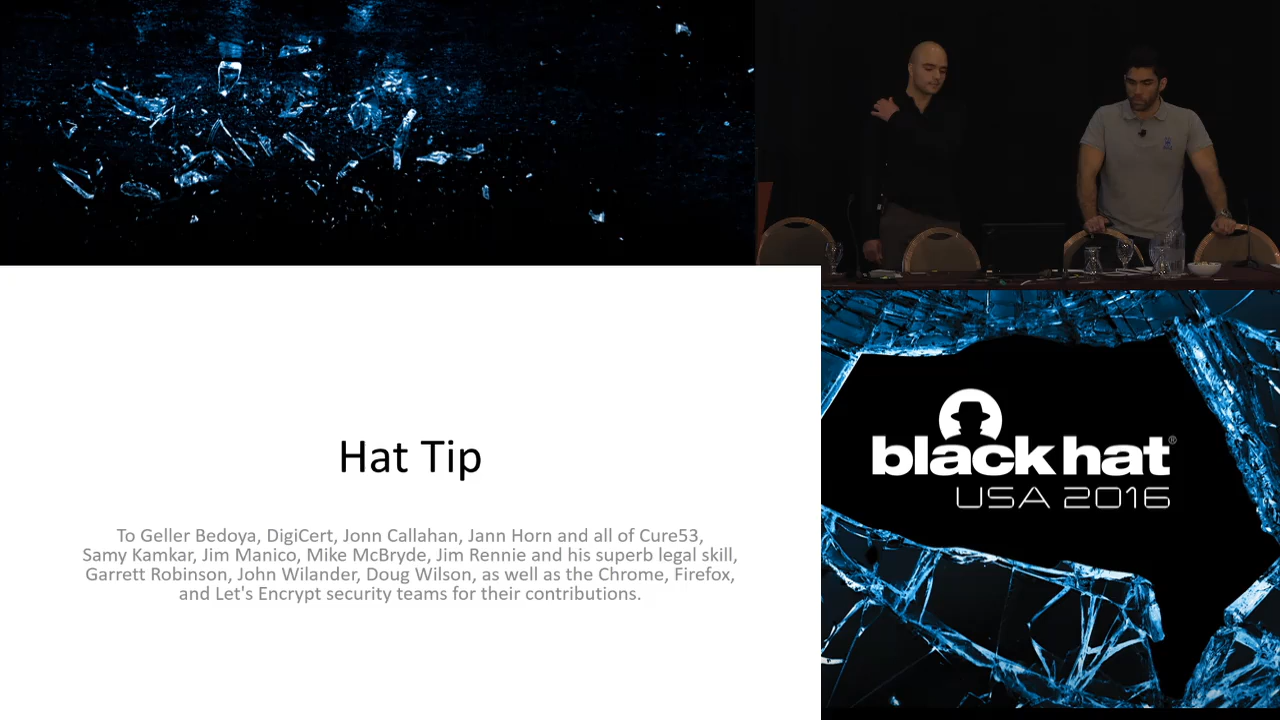 Hat Tip
To Geller Bedoya, DigiCert, Jonn Callahan, Jann Horn and all of Cure53,
Samy Kamkar, Jim Manico, Mike McBryde, Jim Rennie and his superb legal skill,
Garrett Robinson, John Wilander, Doug Wilson, as well as the Chrome, Firefox,
and Let's Encrypt security teams for their contributions.
black hat®
USA 2016